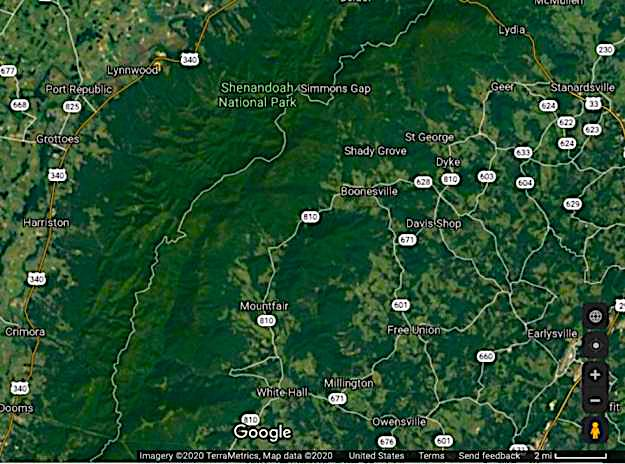 McMullen
Lydia
340
230
677
Lynnwood
Port Republic
Shenandoah
National Park
Simmons Gap
Geer
Stanardsville
668
825
624
33
Grottoes
St George
622
623
Shady Grove
633
624
340
Dyke
628
810
603
604
Boonesville
629
810
Harriston
Davis Shop
671
340
Mountfair
601
810
Crimora
Free Union
Earlysville
660
340
Millington
White Hall
671
Dooms
810
Owensville
fit
Google
676
601
Imagery ©2020 TerraMetrics, Map data ©2020 United States Terms Send feedback 2 mi